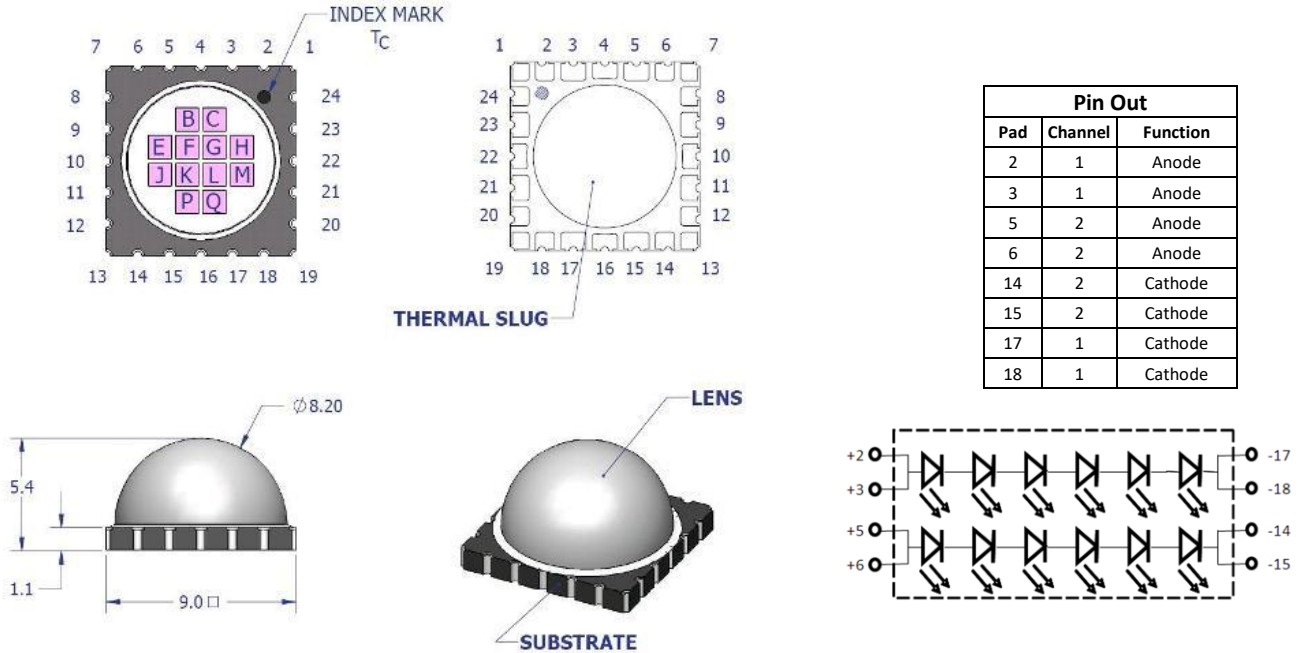 INDEX MARK
TC
7 6 5 4 3 2 1
8 24
9 23
10 22
11 21
12 20
13 14 15 16 17 18 19
B C
E F G H
J K L M
P Q
1 2 3 4 5 6 7
24 8
23 9
22 10
21 11
20 12
19 18 17 16 15 14 13
THERMAL SLUG
Pin Out
Pad Channel Function
2 1 Anode
3 1 Anode
5 2 Anode
6 2 Anode
14 2 Cathode
15 2 Cathode
17 1 Cathode
18 1 Cathode
Ø8.20
5.4
1.1
9.0 □
LENS
SUBSTRATE
+2 -17
+3 -18
+5 -14
+6 -15